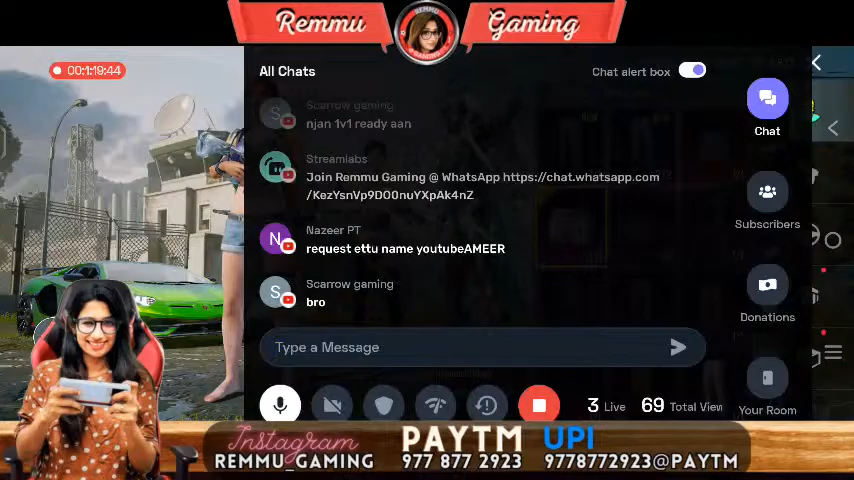 Remmu Gaming
00:1:19:44
All Chats
Chat alert box
Scarrow gaming
njan 1v1 ready aan
Chat
Streamlabs
Join Remmu Gaming @ WhatsApp https://chat.whatsapp.com
/KezYsnVp9DO0nuYXpAk4nZ
Subscribers
Nazeer PT
request ettu name youtubeAMEER
Scarrow gaming
bro
Donations
Type a Message
3 Live 69 Total View
Your Room
Instagram
REMMU_GAMING
PAYTM UPI
977 877 2923 9778772923@PAYTM